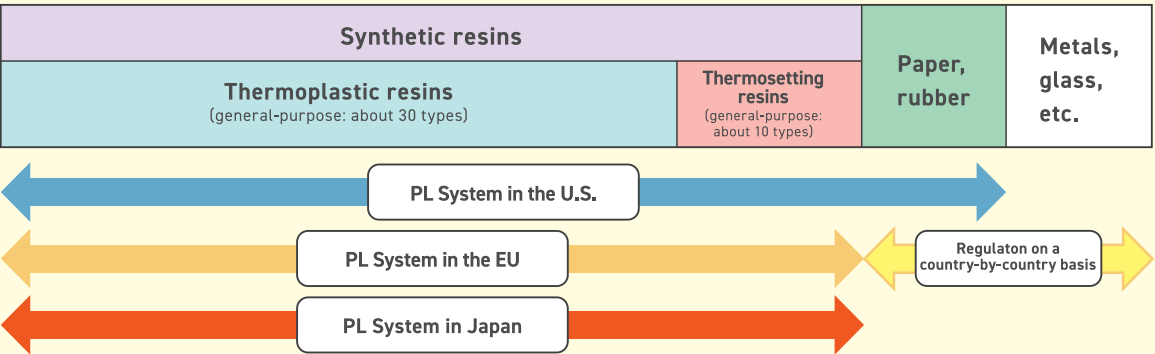 Synthetic resins
Thermoplastic resins
(general-purpose: about 30 types)
Thermosetting
resins
(general-purpose:
about 10 types)
Paper,
rubber
Metals,
glass,
etc.
PL System in the U.S.
PL System in the EU
Regulaton on a
country-by-country basis
PL System in Japan